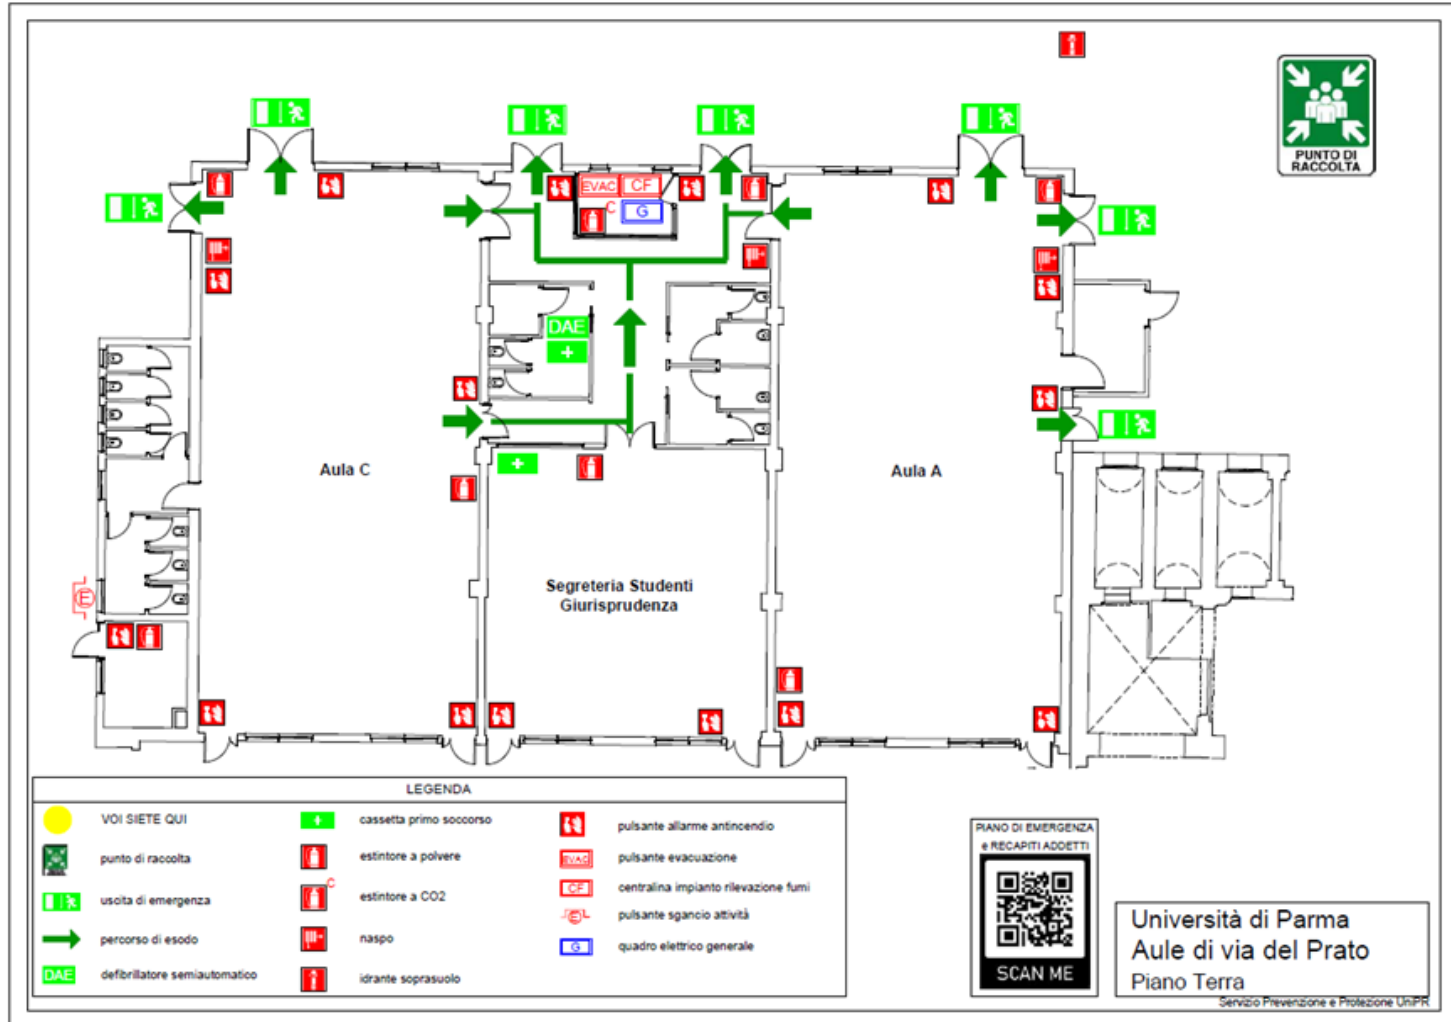 PUNTO DI
RACCOLTA
EVAC
CF
C
G
DAE
Aula C
Aula A
Segreteria Studenti
Giurisprudenza
E
LEGENDA
VOI SIETE QUI
punto di raccolta
uscita di emergenza
percorso di esodo
DAE
defibrillatore semiautomatico
cassetta primo soccorso
estintore a polvere
C
estintore a CO2
naspo
idrante soprasuolo
pulsante allarme antincendio
EVAC
pulsante evacuazione
CF
centralina impianto rilevazione fumi
E
pulsante sgancio attività
G
quadro elettrico generale
PIANO DI EMERGENZA
e RECAPITI ADDETTI
SCAN ME
Università di Parma
Aule di via del Prato
Piano Terra
Servizio Prevenzione e Protezione UniPR